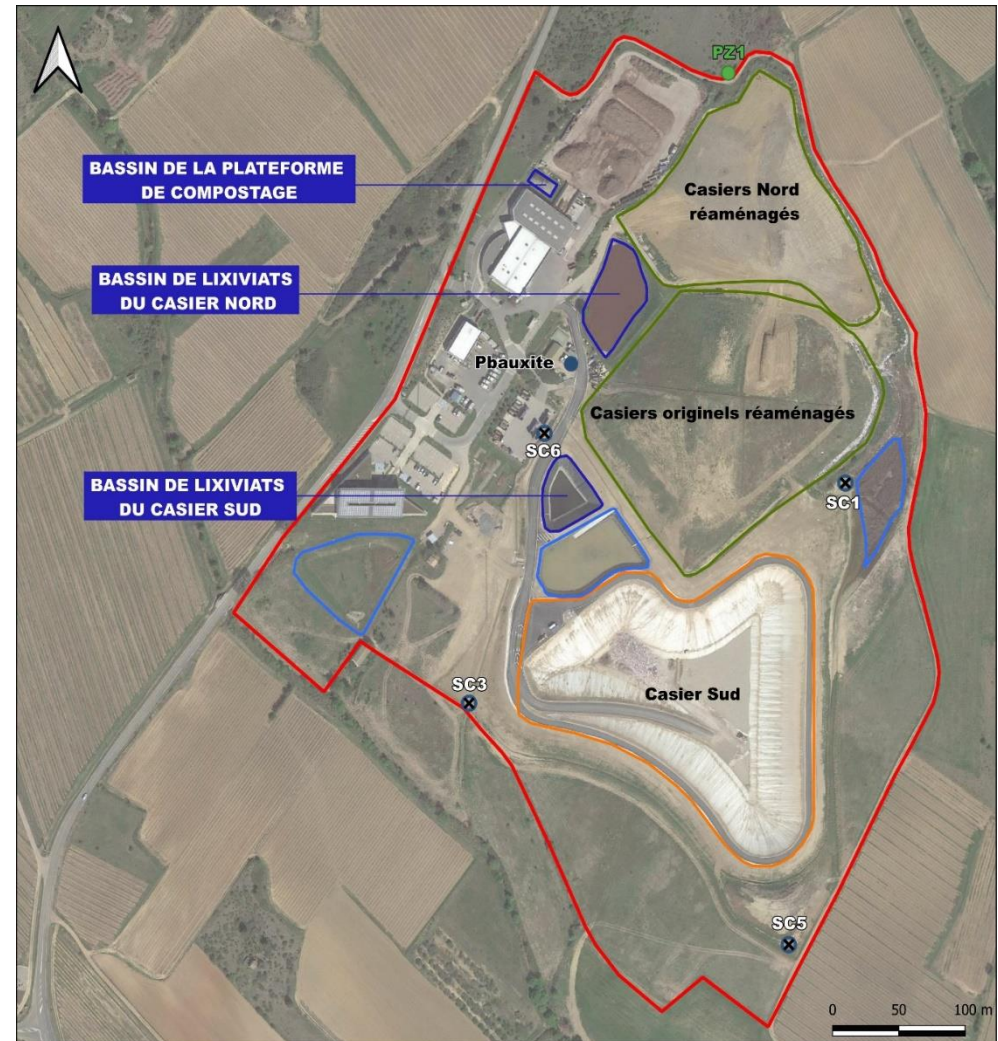 PZ1
BASSIN DE LA PLATEFORME
DE COMPOSTAGE
Casiers Nord
réaménagés
BASSIN DE LIXIVIATS
DU CASIER NORD
Pbauxite
Casiers originels réaménagés
SC6
BASSIN DE LIXIVIATS
DU CASIER SUD
SC1
SC3
Casier Sud
SC5
0 50 100 m